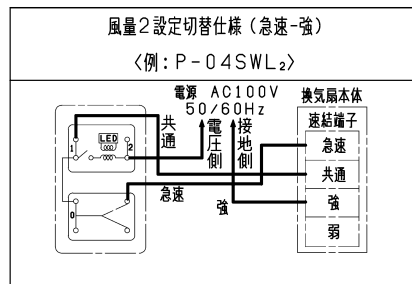 風量2設定切替仕様（急速-強）
〈例：P-04SWL₂〉
電源 AC100V
50/60Hz
換気扇本体
速結端子
急速
共通
強
弱
共通
電圧側
接地側
LED
1
2
0
急速
強